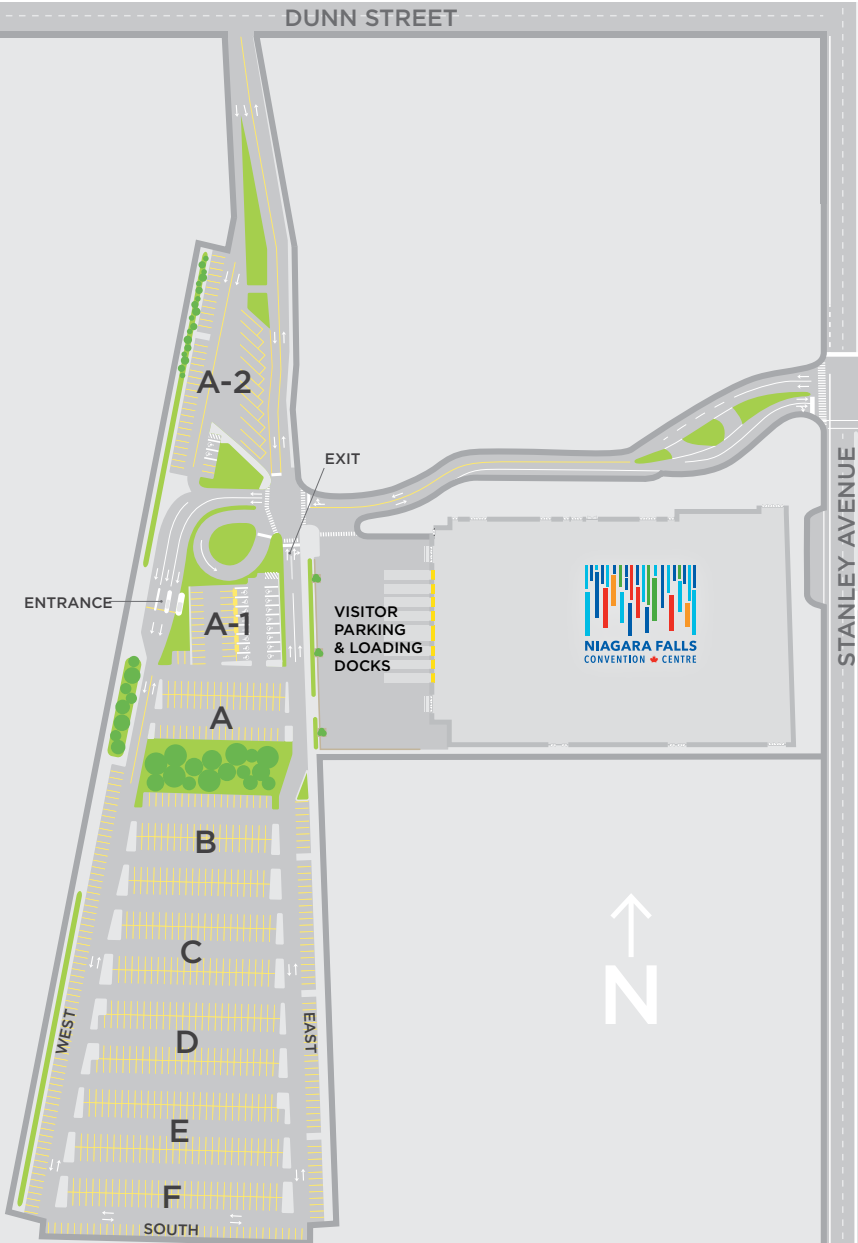 DUNN STREET
A-2
EXIT
STANLEY AVENUE
ENTRANCE
A-1
VISITOR
PARKING
& LOADING
DOCKS
NIAGARA FALLS
CONVENTION CENTRE
A
B
C
WEST
EAST
N
D
E
F
SOUTH